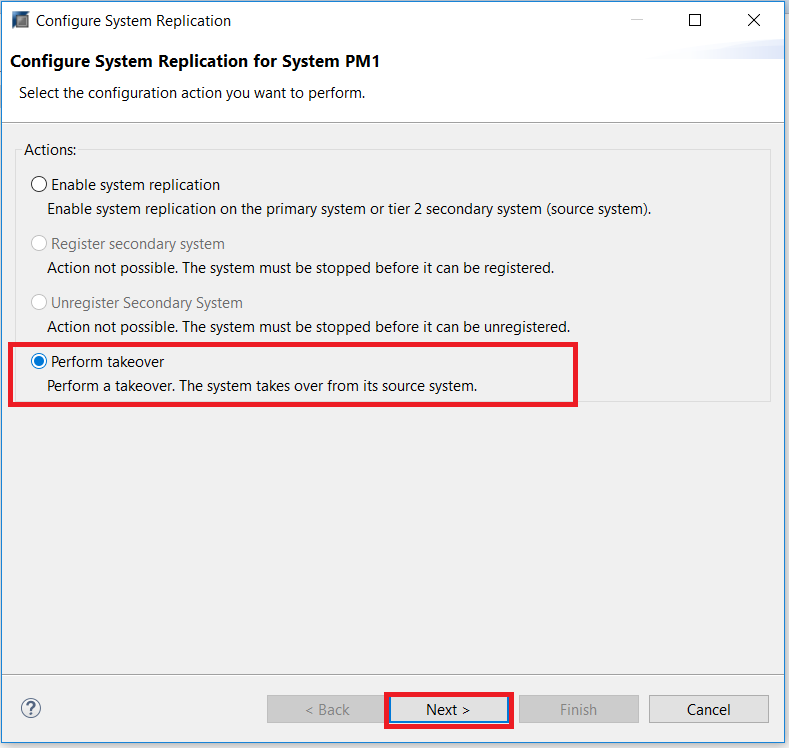 Configure System Replication
Configure System Replication for System PM1
Select the configuration action you want to perform.
Actions:
Enable system replication
Enable system replication on the primary system or tier 2 secondary system (source system).
Register secondary system
Action not possible. The system must be stopped before it can be registered.
Unregister Secondary System
Action not possible. The system must be stopped before it can be unregistered.
Perform takeover
Perform a takeover. The system takes over from its source system.
?
< Back
Next >
Finish
Cancel